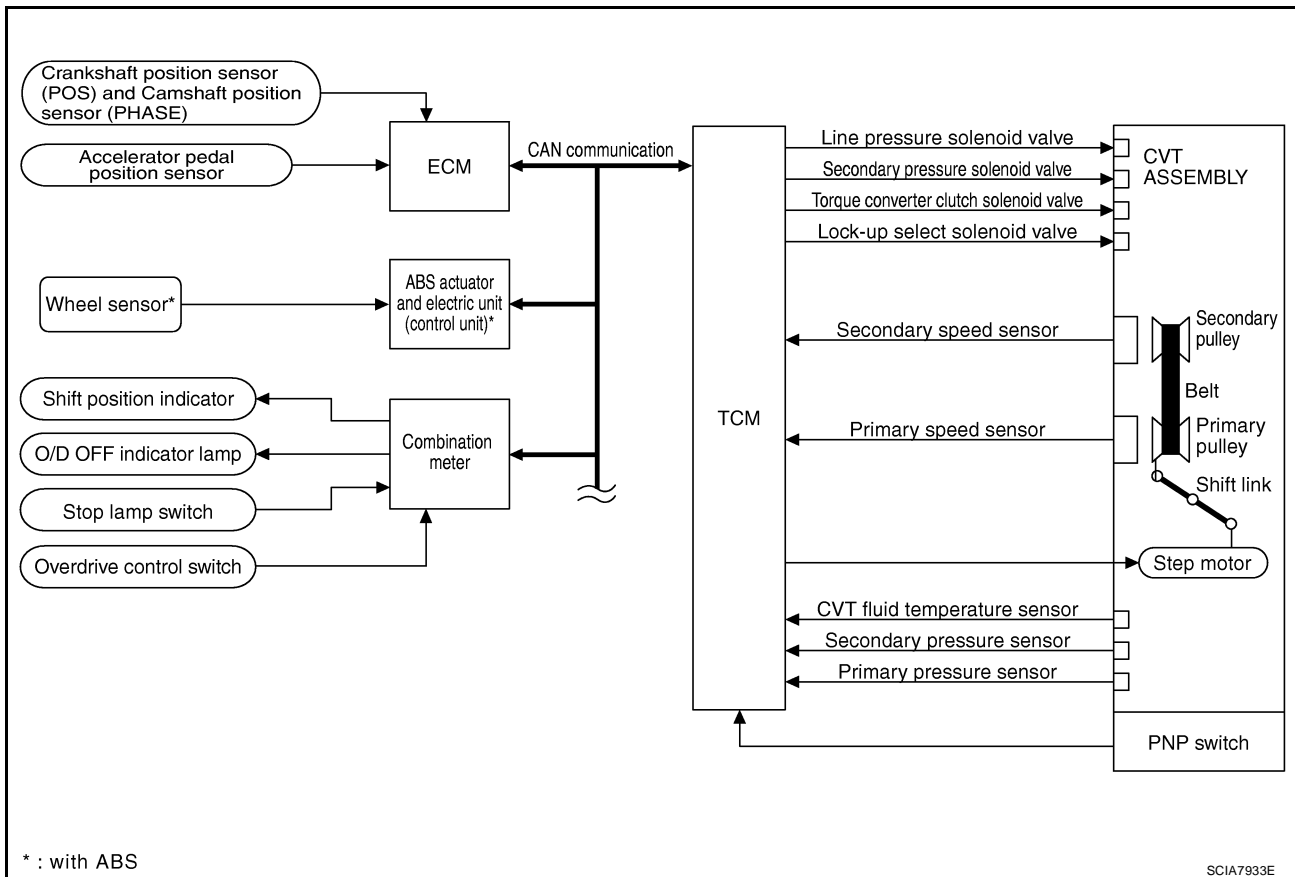 Crankshaft position sensor
(POS) and Camshaft position
sensor (PHASE)
Accelerator pedal
position sensor
ECM
CAN communication
Wheel sensor*
ABS actuator
and electric unit
(control unit)*
Shift position indicator
O/D OFF indicator lamp
Stop lamp switch
Overdrive control switch
Combination
meter
TCM
Line pressure solenoid valve
Secondary pressure solenoid valve
Torque converter clutch solenoid valve
Lock-up select solenoid valve
Secondary speed sensor
Primary speed sensor
CVT fluid temperature sensor
Secondary pressure sensor
Primary pressure sensor
CVT
ASSEMBLY
Secondary
pulley
Belt
Primary
pulley
Shift link
Step motor
PNP switch
* : with ABS
SCIA7933E